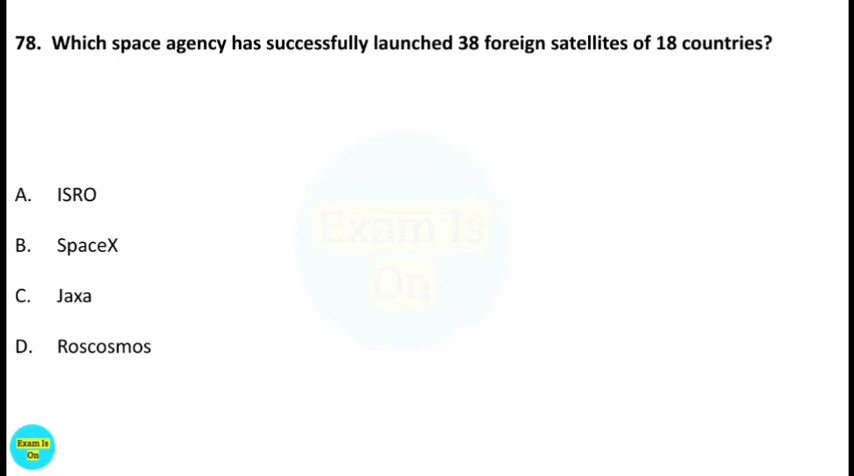 78. Which space agency has successfully launched 38 foreign satellites of 18 countries?
Exam Is
On
A. ISRO
B. SpaceX
C. Jaxa
D. Roscosmos
Exam Is
On